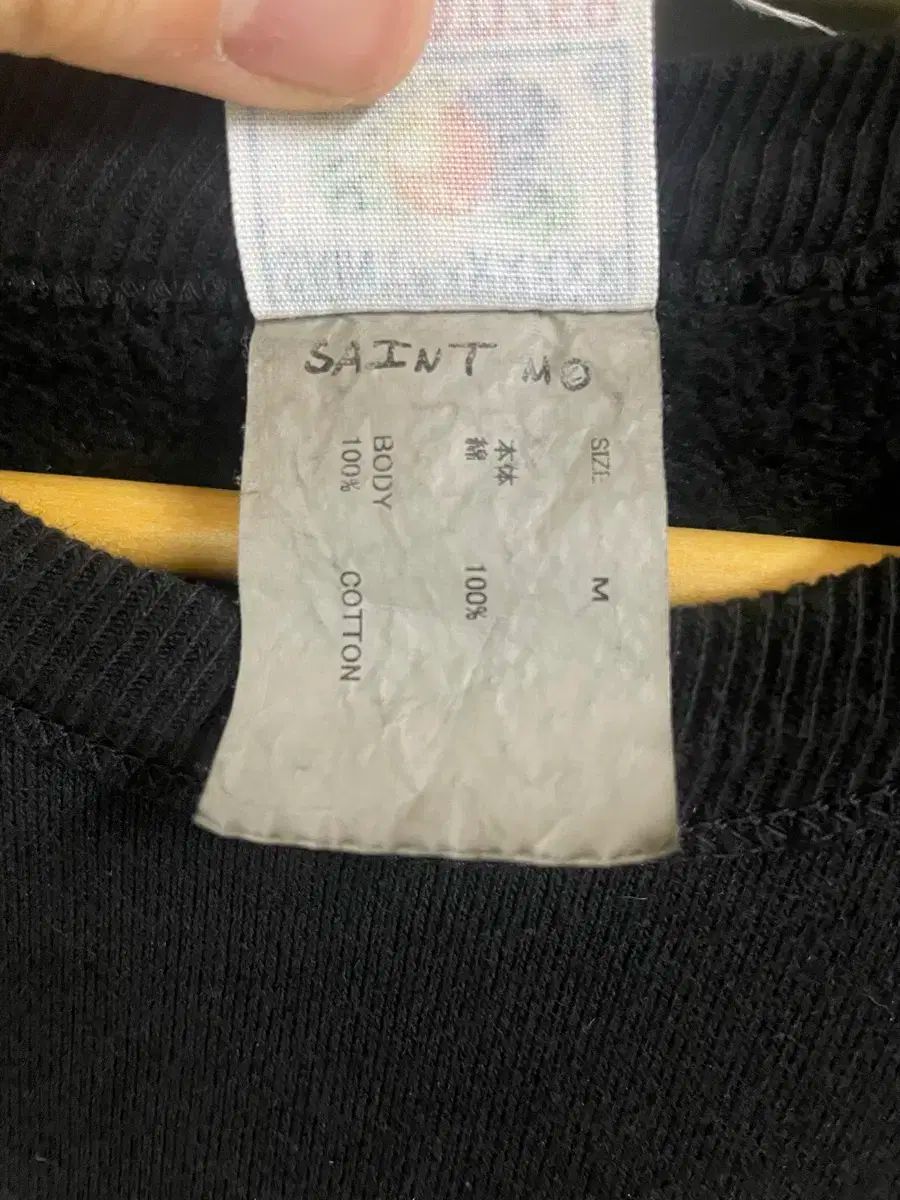 SAINT MO
SIZE M
本体
綿 100%
BODY
100% COTTON